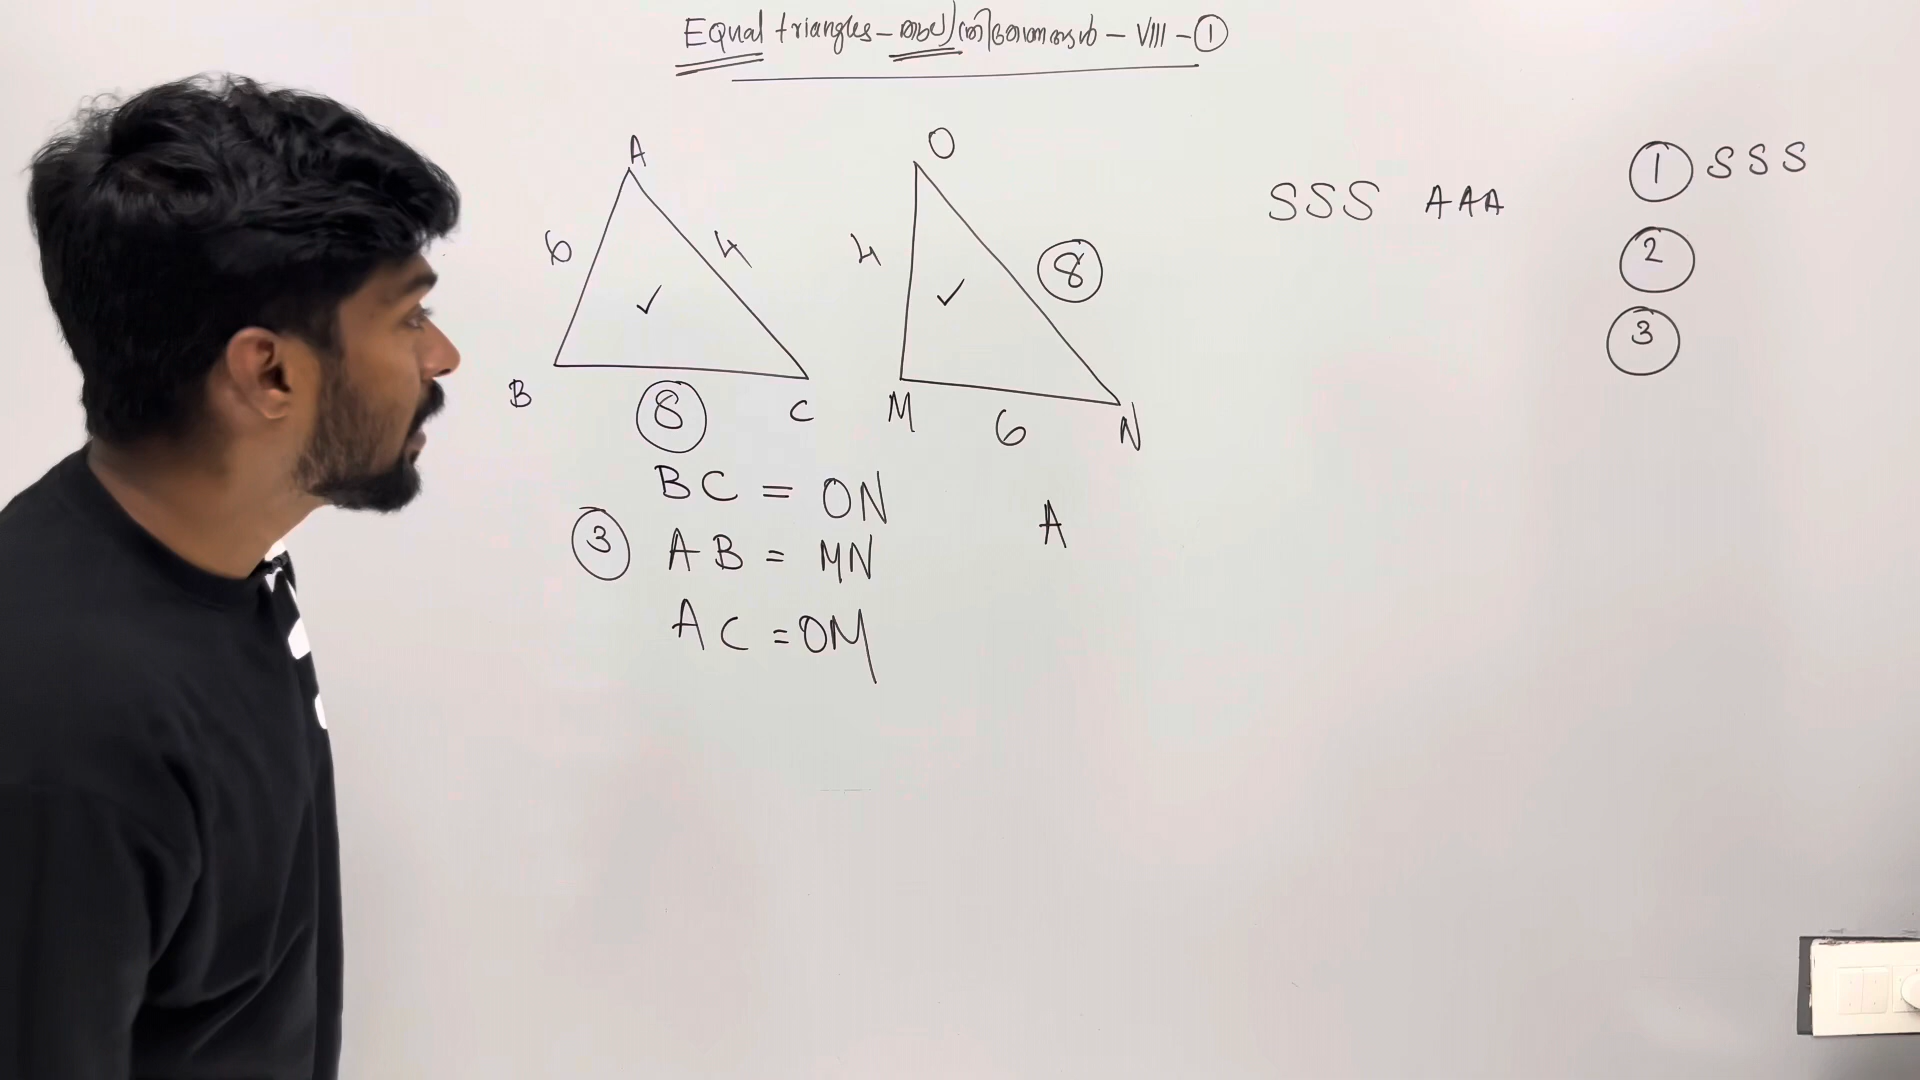 Equal triangles – തുല്യ ത്രികോണങ്ങൾ – VIII – 1
A
6
4
✓
B
8
C
O
4
8
✓
M
6
N
BC = ON
3 AB = MN
AC = OM
A
SSS AAA
1 SSS
2
3